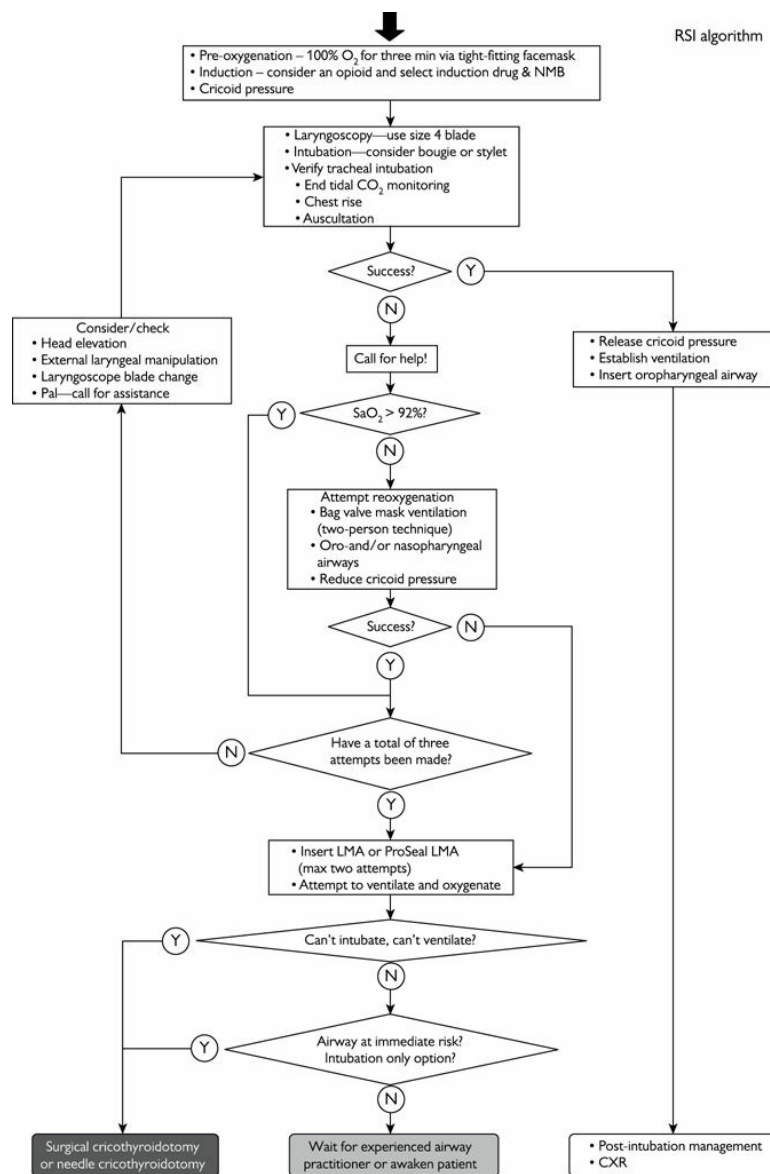 RSI algorithm
• Pre-oxygenation – 100% O₂ for three min via tight-fitting facemask
• Induction – consider an opioid and select induction drug & NMB
• Cricoid pressure
• Laryngoscopy—use size 4 blade
• Intubation—consider bougie or stylet
• Verify tracheal intubation
• End tidal CO₂ monitoring
• Chest rise
• Auscultation
Success?
Y
N
Consider/check
• Head elevation
• External laryngeal manipulation
• Laryngoscope blade change
• Pal—call for assistance
Call for help!
• Release cricoid pressure
• Establish ventilation
• Insert oropharyngeal airway
SaO₂ > 92%?
Y
N
Attempt reoxygenation
• Bag valve mask ventilation
(two-person technique)
• Oro-and/or nasopharyngeal
airways
• Reduce cricoid pressure
Success?
N
Y
Have a total of three
attempts been made?
N
Y
• Insert LMA or ProSeal LMA
(max two attempts)
• Attempt to ventilate and oxygenate
Can't intubate, can't ventilate?
Y
N
Airway at immediate risk?
Intubation only option?
Y
N
Surgical cricothyroidotomy
or needle cricothyroidotomy
Wait for experienced airway
practitioner or awaken patient
• Post-intubation management
• CXR